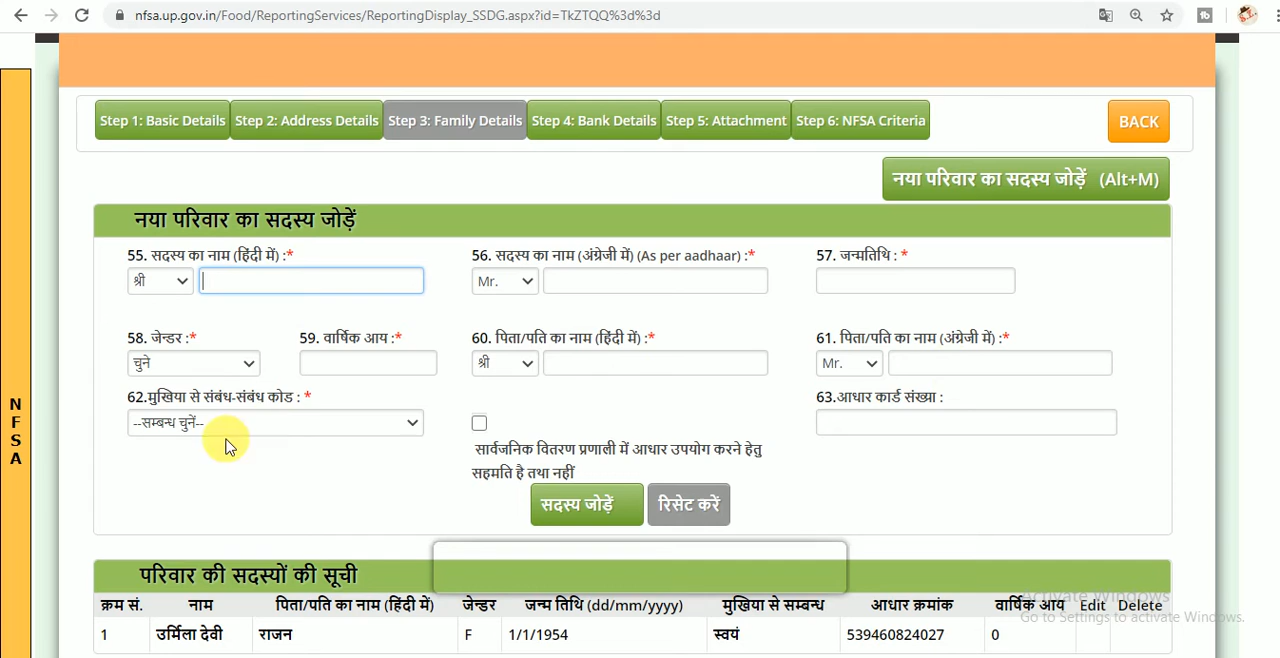 nfsa.up.gov.in/Food/ReportingServices/ReportingDisplay_SSDG.aspx?id=TkZTQQ%3d%3d
Step 1: Basic Details Step 2: Address Details Step 3: Family Details Step 4: Bank Details Step 5: Attachment Step 6: NFSA Criteria BACK
नया परिवार का सदस्य जोड़ें (Alt+M)
नया परिवार का सदस्य जोड़ें
55. सदस्य का नाम (हिंदी में) :* 56. सदस्य का नाम (अंग्रेजी में) (As per aadhaar) :* 57. जन्मतिथि : *
श्री Mr.
58. जेन्डर :* 59. वार्षिक आय :* 60. पिता/पति का नाम (हिंदी में) :* 61. पिता/पति का नाम (अंग्रेजी में) :*
चुने श्री Mr.
62.मुखिया से संबंध-संबंध कोड : * 63.आधार कार्ड संख्या :
--सम्बन्ध चुनें--
सार्वजनिक वितरण प्रणाली में आधार उपयोग करने हेतु
सहमति है तथा नहीं
सदस्य जोड़ें रिसेट करें
परिवार की सदस्यों की सूची
क्रम सं. नाम पिता/पति का नाम (हिंदी में) जेन्डर जन्म तिथि (dd/mm/yyyy) मुखिया से सम्बन्ध आधार क्रमांक वार्षिक आय Edit Delete
1 उर्मिला देवी राजन F 1/1/1954 स्वयं 539460824027 0
Activate Windows
Go to Settings to activate Windows.
N
F
S
A